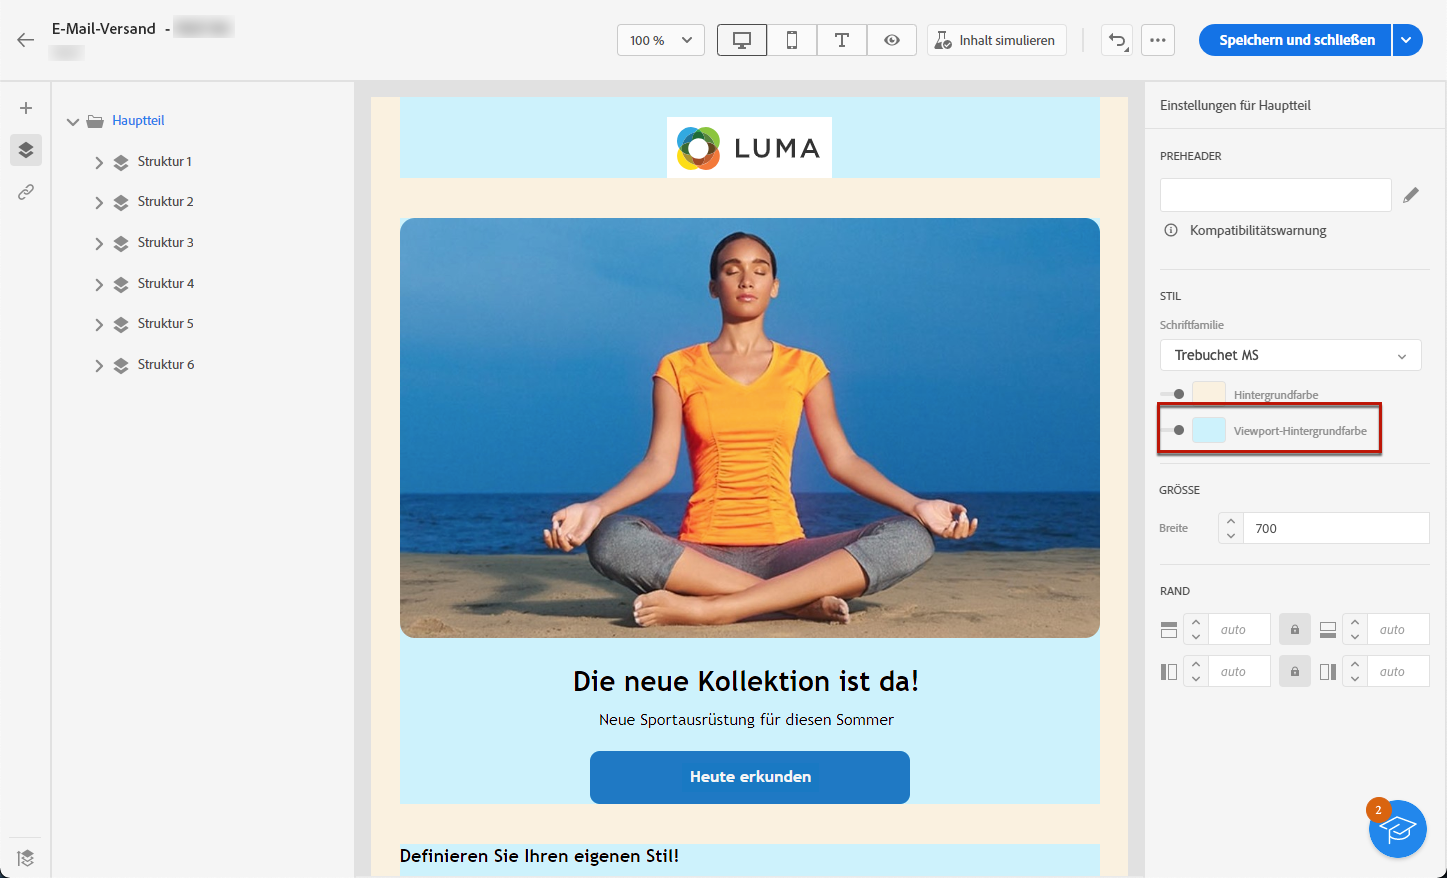 E-Mail-Versand -
100 %
Inhalt simulieren
Speichern und schließen
Hauptteil
Struktur 1
Struktur 2
Struktur 3
Struktur 4
Struktur 5
Struktur 6
LUMA
Die neue Kollektion ist da!
Neue Sportausrüstung für diesen Sommer
Heute erkunden
Definieren Sie Ihren eigenen Stil!
Einstellungen für Hauptteil
PREHEADER
Kompatibilitätswarnung
STIL
Schriftfamilie
Trebuchet MS
Hintergrundfarbe
Viewport-Hintergrundfarbe
GRÖSSE
Breite
700
RAND
auto
auto
auto
auto
2